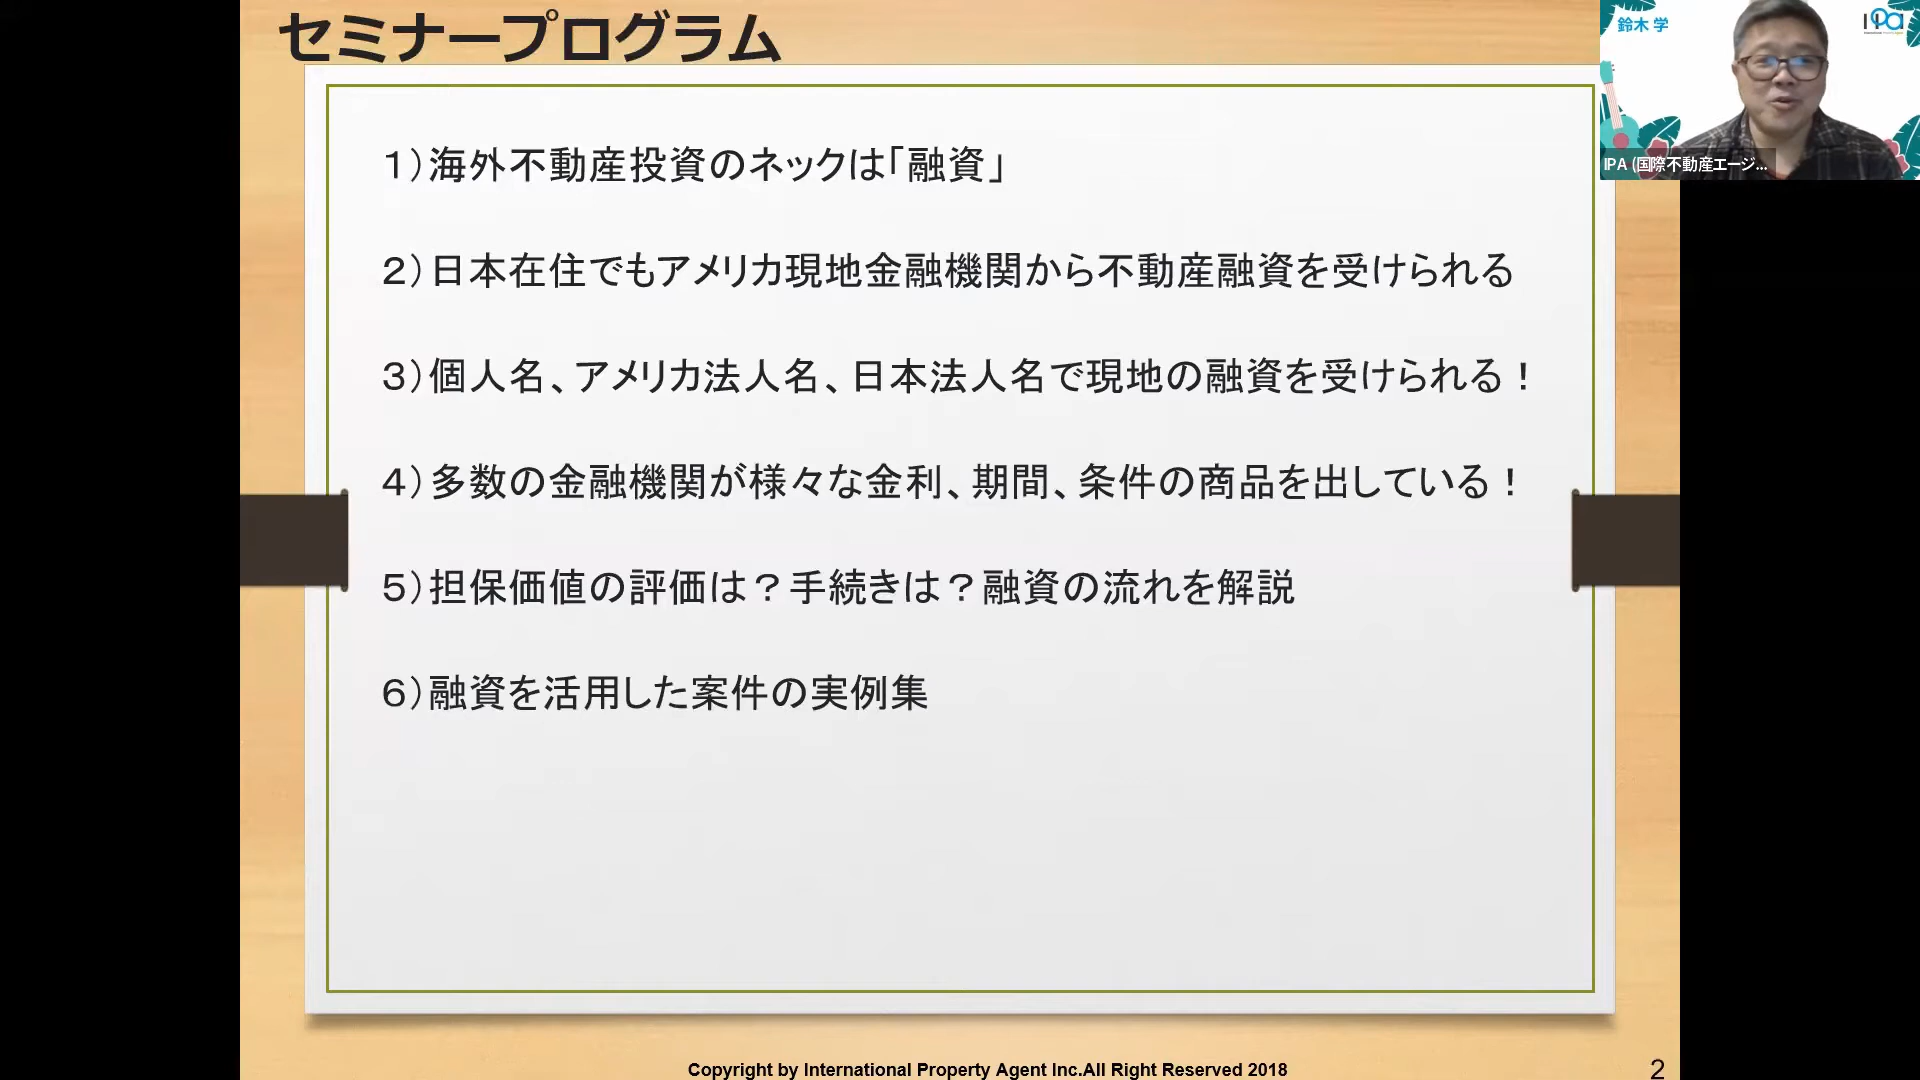 セミナープログラム
鈴木 学
IPA
IPA (国際不動産エージ...
１）海外不動産投資のネックは「融資」
２）日本在住でもアメリカ現地金融機関から不動産融資を受けられる
３）個人名、アメリカ法人名、日本法人名で現地の融資を受けられる！
４）多数の金融機関が様々な金利、期間、条件の商品を出している！
５）担保価値の評価は？手続きは？融資の流れを解説
６）融資を活用した案件の実例集
Copyright by International Property Agent Inc.All Right Reserved 2018
2